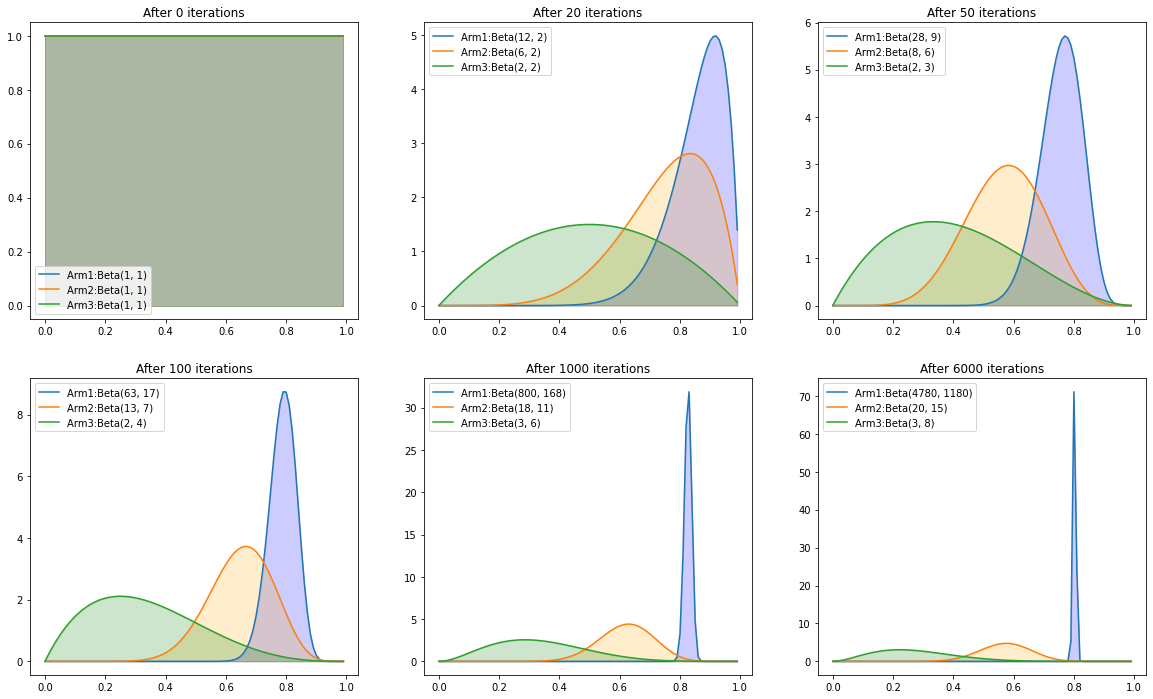 After 0 iterations
1.0
0.8
0.6
0.4
0.2
0.0
Arm1:Beta(1, 1)
Arm2:Beta(1, 1)
Arm3:Beta(1, 1)
0.0 0.2 0.4 0.6 0.8 1.0
After 20 iterations
5
4
3
2
1
0
Arm1:Beta(12, 2)
Arm2:Beta(6, 2)
Arm3:Beta(2, 2)
0.0 0.2 0.4 0.6 0.8 1.0
After 50 iterations
6
5
4
3
2
1
0
Arm1:Beta(28, 9)
Arm2:Beta(8, 6)
Arm3:Beta(2, 3)
0.0 0.2 0.4 0.6 0.8 1.0
After 100 iterations
8
6
4
2
0
Arm1:Beta(63, 17)
Arm2:Beta(13, 7)
Arm3:Beta(2, 4)
0.0 0.2 0.4 0.6 0.8 1.0
After 1000 iterations
30
25
20
15
10
5
0
Arm1:Beta(800, 168)
Arm2:Beta(18, 11)
Arm3:Beta(3, 6)
0.0 0.2 0.4 0.6 0.8 1.0
After 6000 iterations
70
60
50
40
30
20
10
0
Arm1:Beta(4780, 1180)
Arm2:Beta(20, 15)
Arm3:Beta(3, 8)
0.0 0.2 0.4 0.6 0.8 1.0